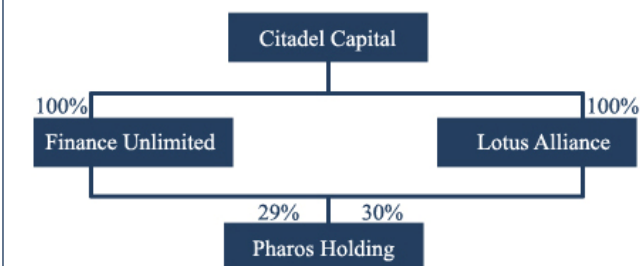 Citadel Capital
100% 100%
Finance Unlimited Lotus Alliance
29% 30%
Pharos Holding